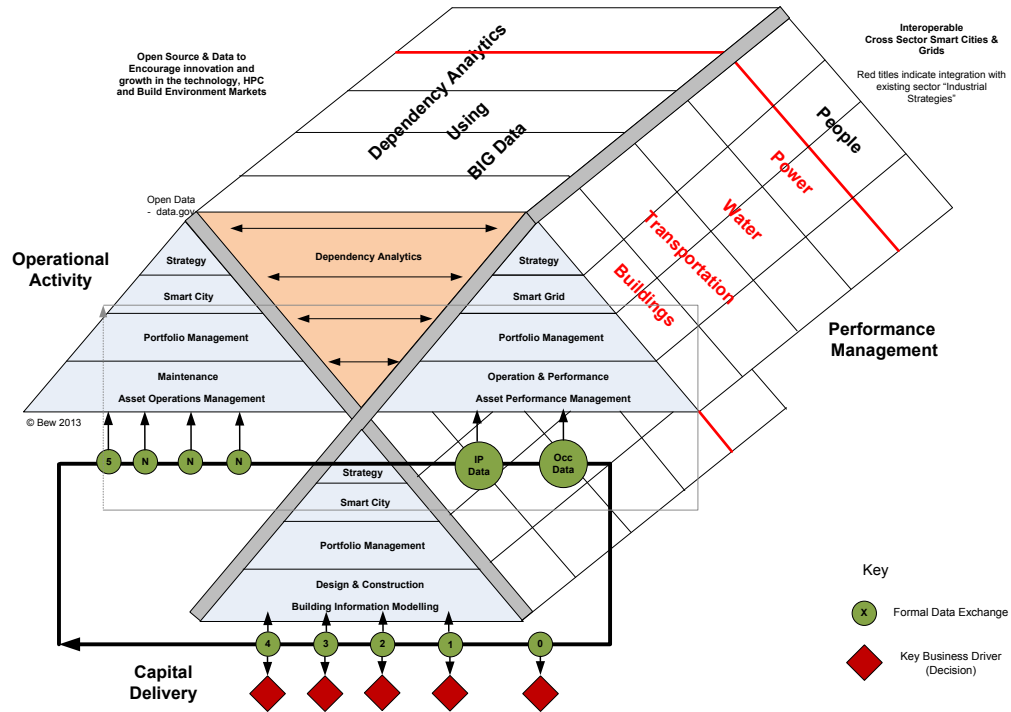 Open Source & Data to
Encourage innovation and
growth in the technology, HPC
and Build Environment Markets
Interoperable
Cross Sector Smart Cities &
Grids
Red titles indicate integration with
existing sector “Industrial
Strategies”
Dependency Analytics
Using
BIG Data
People
Power
Water
Transportation
Buildings
Open Data
- data.gov
Operational
Activity
Performance
Management
Dependency Analytics
Strategy
Smart City
Portfolio Management
Maintenance
Asset Operations Management
Strategy
Smart Grid
Portfolio Management
Operation & Performance
Asset Performance Management
© Bew 2013
5
N
N
N
IP
Data
Occ
Data
Strategy
Smart City
Portfolio Management
Design & Construction
Building Information Modelling
4
3
2
1
0
Capital
Delivery
Key
X
Formal Data Exchange
Key Business Driver
(Decision)